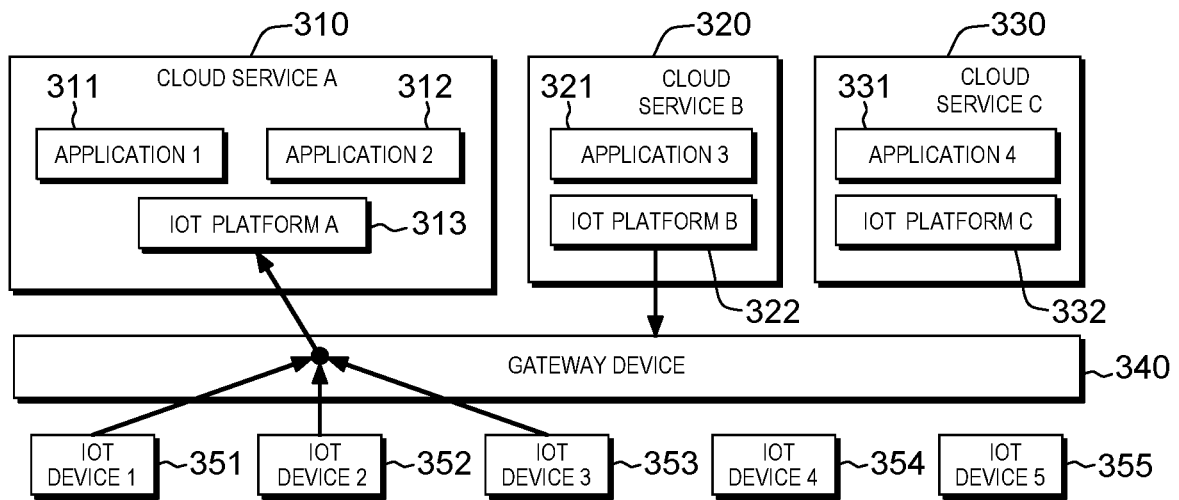 310
320
330
CLOUD SERVICE A
CLOUD
SERVICE B
CLOUD
SERVICE C
311
312
321
331
APPLICATION 1
APPLICATION 2
APPLICATION 3
APPLICATION 4
IOT PLATFORM A
313
IOT PLATFORM B
IOT PLATFORM C
322
332
GATEWAY DEVICE
340
IOT
DEVICE 1
351
IOT
DEVICE 2
352
IOT
DEVICE 3
353
IOT
DEVICE 4
354
IOT
DEVICE 5
355